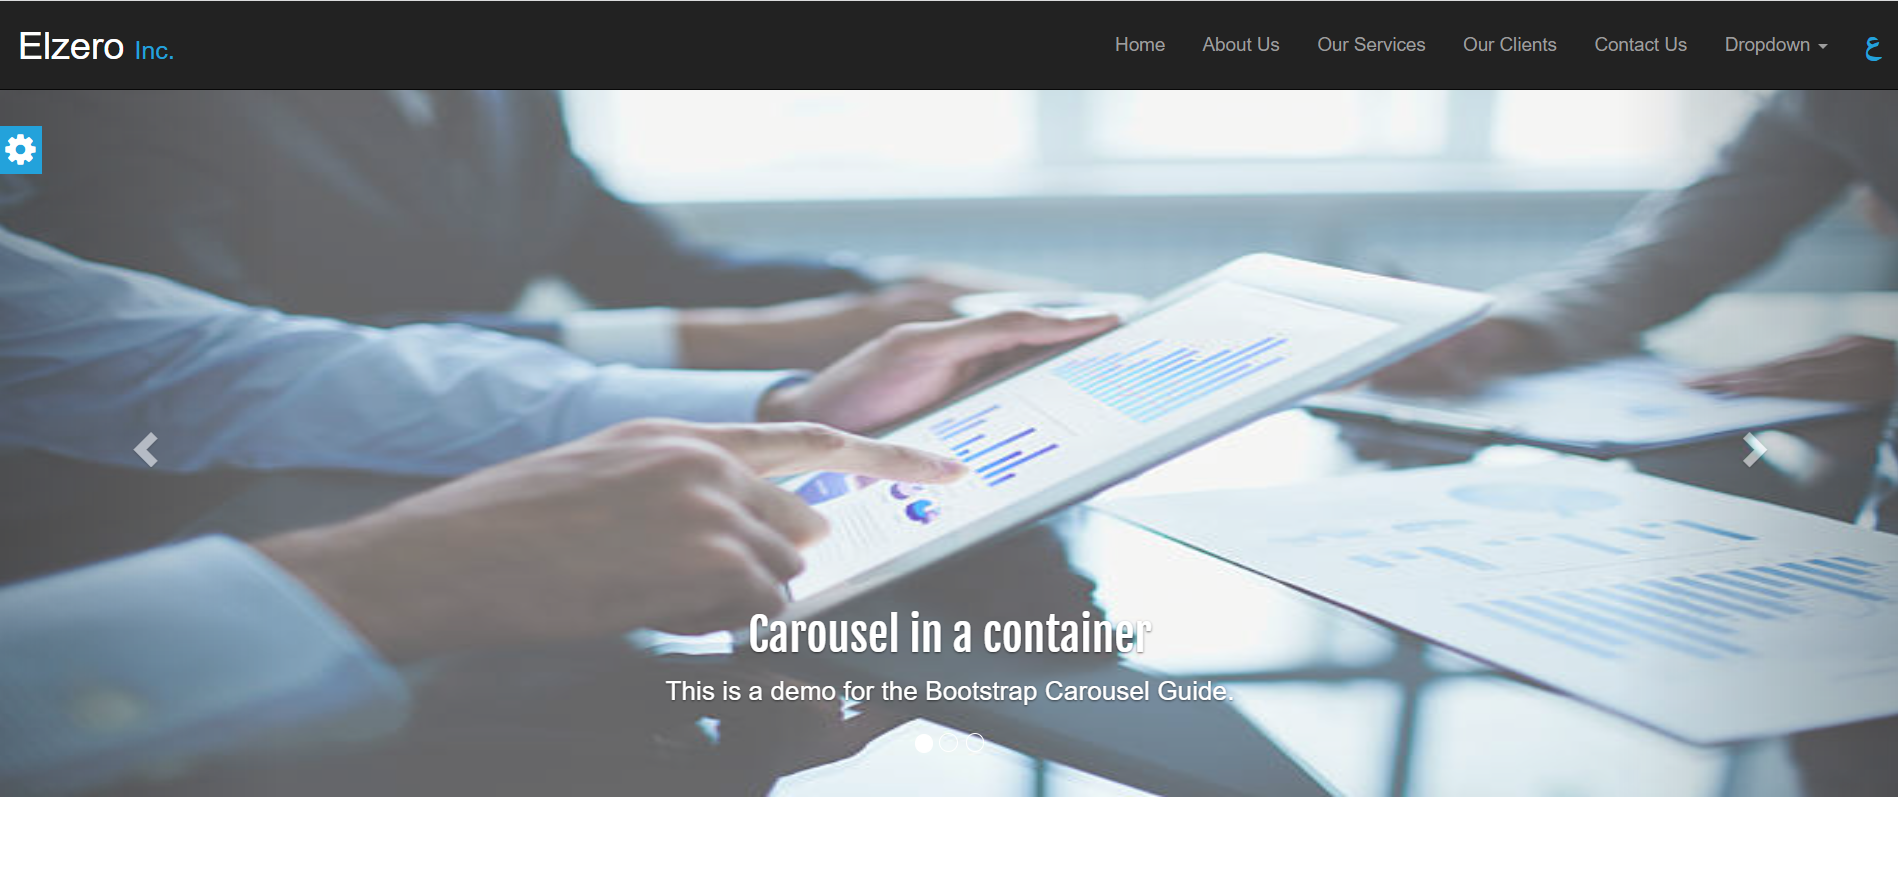 Elzero Inc.
Home About Us Our Services Our Clients Contact Us Dropdown ع
Carousel in a container
This is a demo for the Bootstrap Carousel Guide.